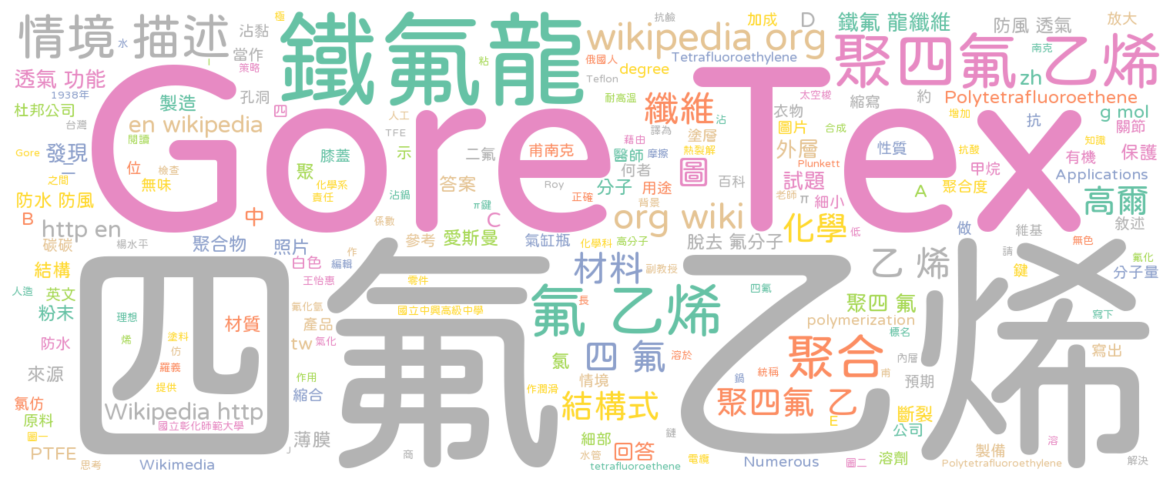 情境 描述
沾黏
當作
水
鐵氟龍
wikipedia org
抗鹼
加成
D
鐵氟 龍纖維
防風 透氣
放大
極
俄國人
Tetrafluoroethylene
南克
degree
聚四氟乙烯
透氣 功能
粘
Teflon
太空梭
zh
1938年
策略
孔洞
耐高溫
縮寫
約
Polytetrafluoroethene
杜邦公司
製造
四
人工
纖維
沾
衣物
增加
g mol
台灣
en wikipedia
TFE
藉由
譯為
塗層
圖片
合成
抗
關節
閱讀
Gore Tex
Gore
發現
膝蓋
示
二氟
甫南克
醫師
摩擦
熱裂解
外層
性質
抗酸
知識
保護
二
之間
位
檢查
聚
何者
圖
Plunkett
有機
無味
化學系
責任
沾鍋
答案
Roy
分子
用途
百科
試題
甲烷
Applications
防水 防風
π鍵
正確
背景
老師
π
細小
A
聚合度
高爾
B
http en
中
係數
C
org wiki
化學
低
做
維基
敘述
碳碳
楊水平
聚合物
照片
作
參考
愛斯曼
氣缸瓶
化學科
高分子
脫去 氟分子
請
無色
氟化
結構
白色
編輯
零件
材料
副教授
乙 烯
鍵
分子量
人造
英文
王怡惠
氟化氫
國立中興高級中學
長
四氟
寫下
粉末
理想
材質
產品
氟 乙烯
聚四 氟
塗料
烯
仿
tw
氯化
polymerization
標名
防水
羅義
四 氟
溶於
聚合
寫出
四氟乙烯
來源
提供
作用
氯
情境
統稱
內層
預期
氯仿
縮合
作潤滑
鍋
甫
原料
Wikipedia http
結構式
聚四氟 乙
斷裂
圖一
國立彰化師範大學
薄膜
細部
鏈
E
公司
溶
PTFE
商
回答
水管
製備
思考
Wikimedia
tetrafluoroethene
電機
Numerous
圖二
溶劑
Polytetrafluoroethylene
解決